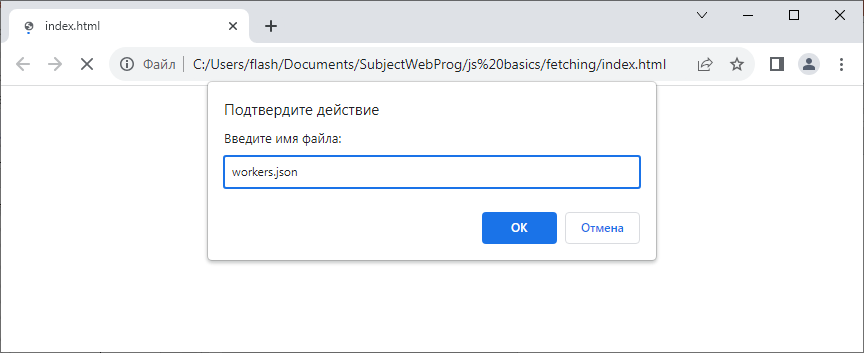 index.html
Файл C:/Users/flash/Documents/SubjectWebProg/js%20basics/fetching/index.html
Подтвердите действие
Введите имя файла:
workers.json
ОК Отмена